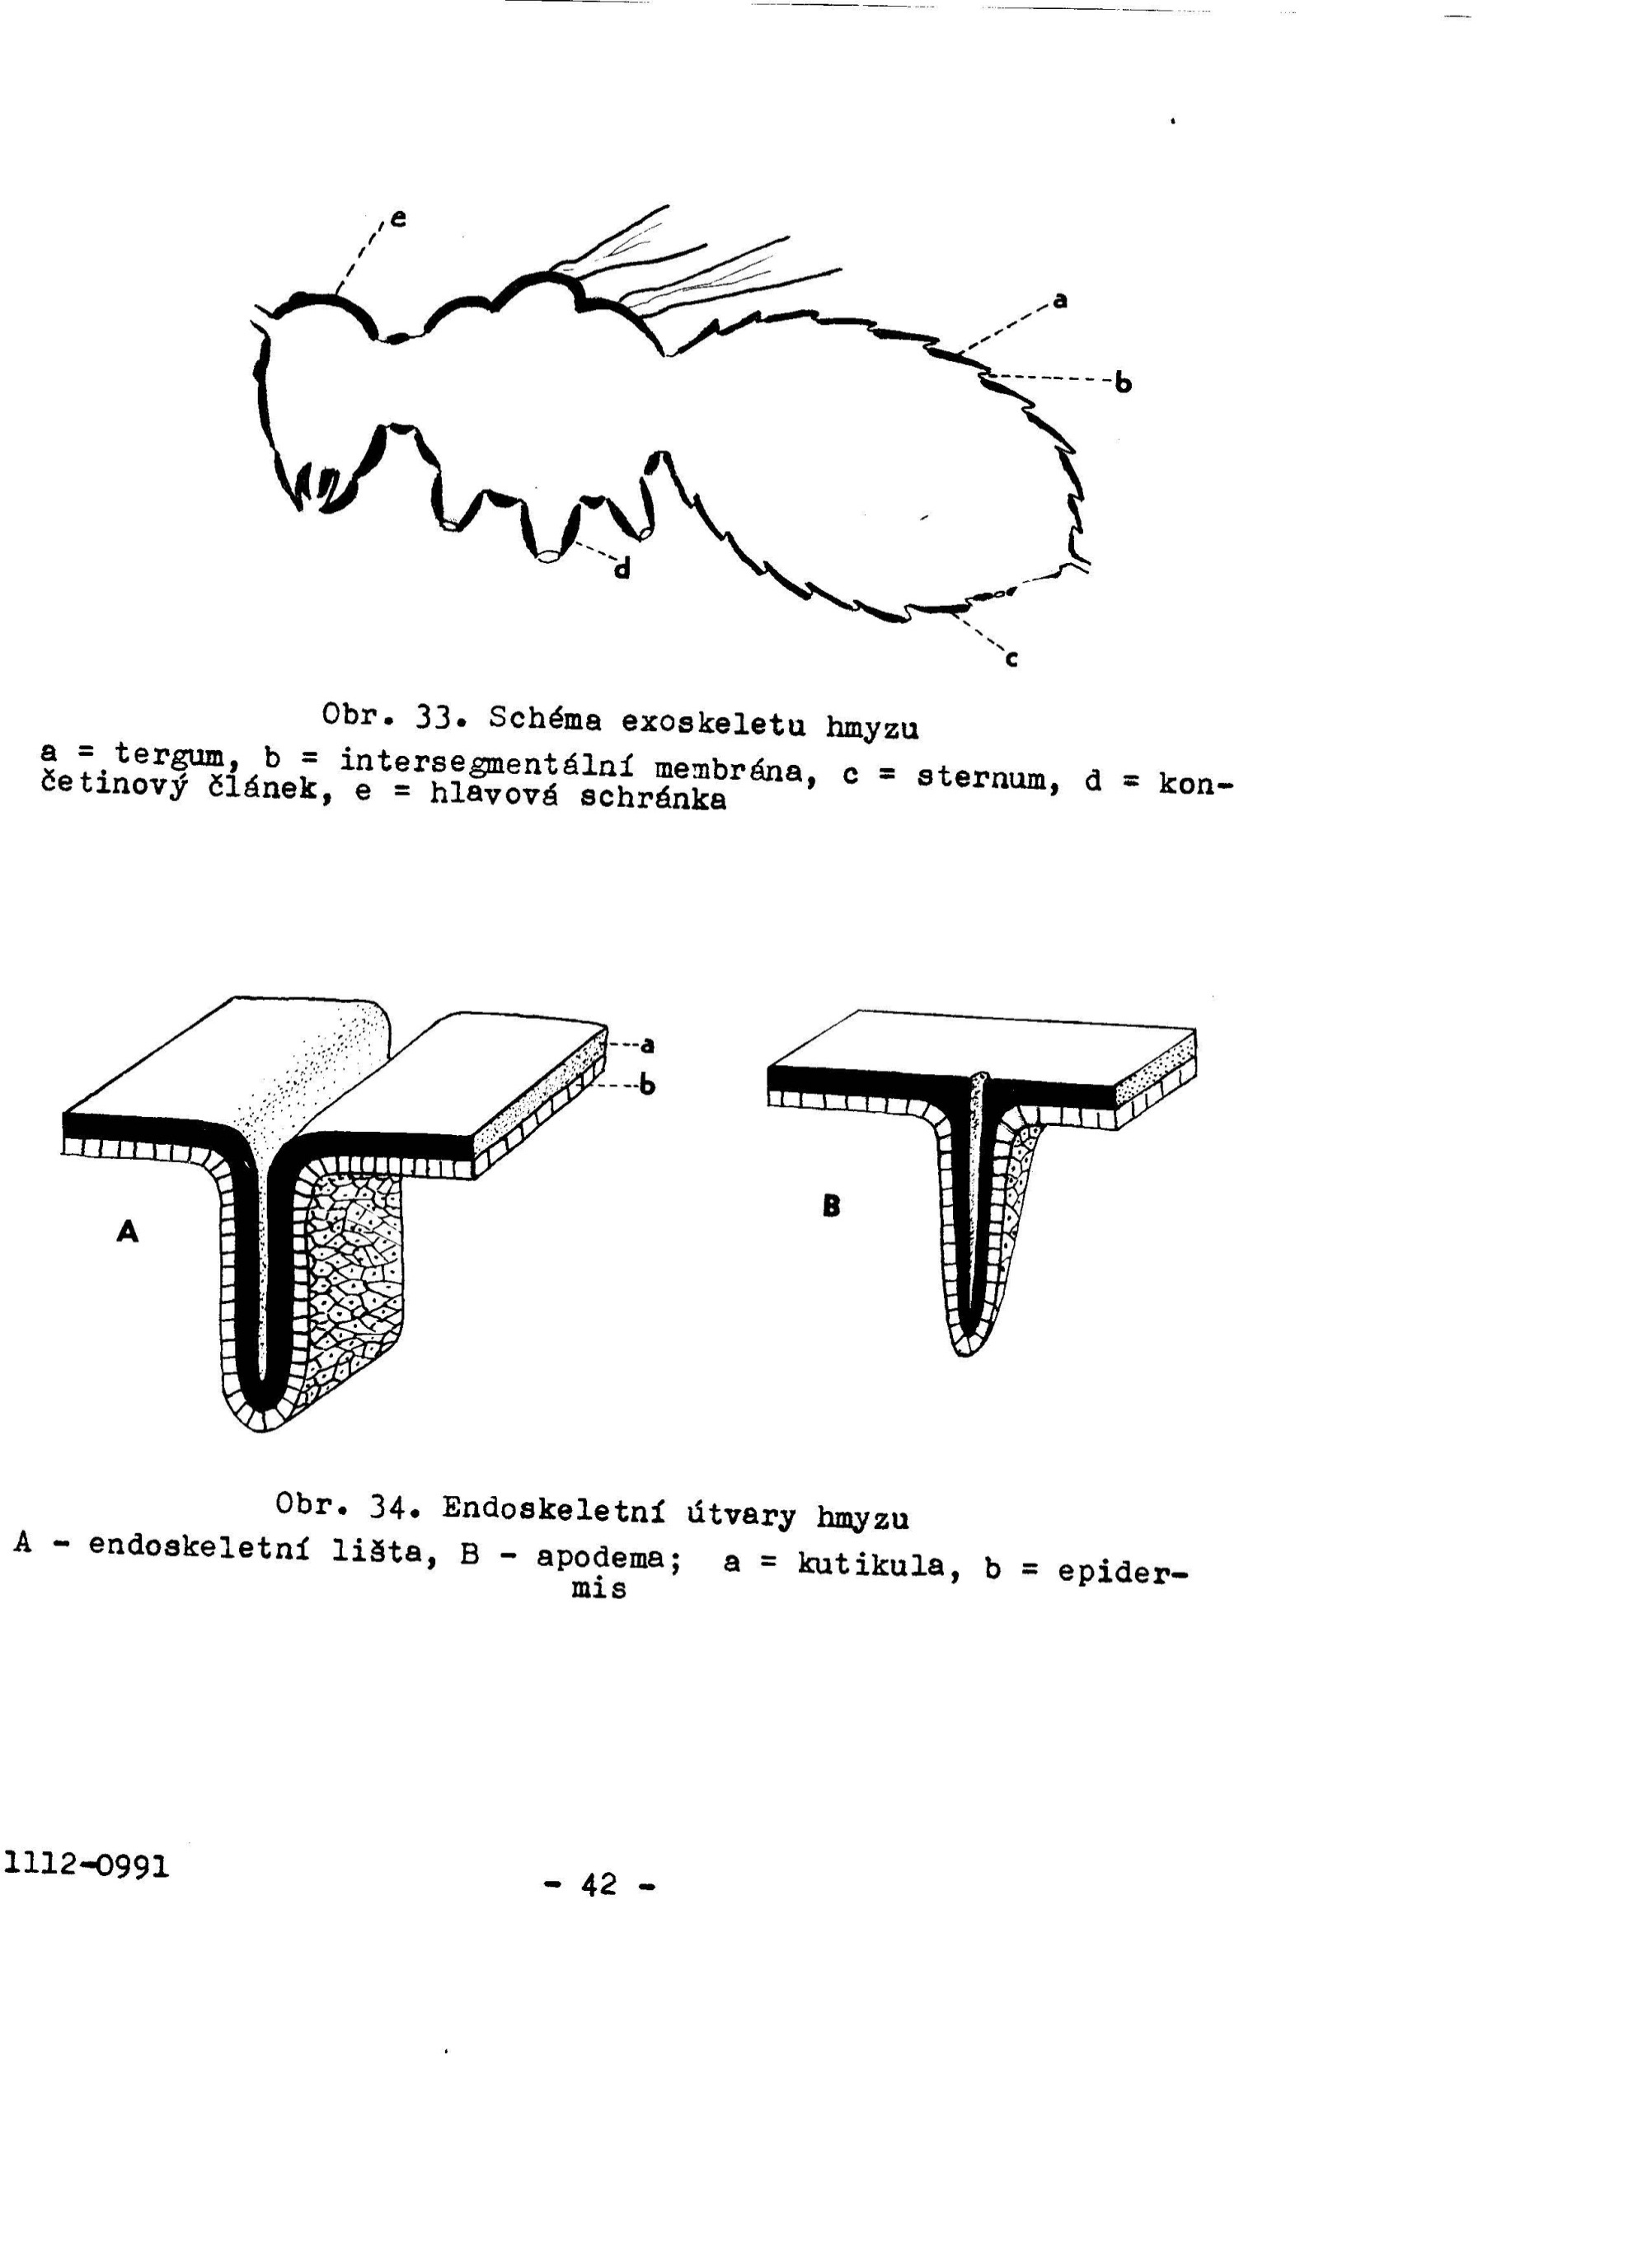 e
a
b
d
c
Obr. 33. Schéma exoskeletu hmyzu
a = tergum, b = intersegmentální membrána, c = sternum, d = kon-
četinový článek, e = hlavová schránka
a
b
A
B
Obr. 34. Endoskeletní útvary hmyzu
A - endoskeletní lišta, B - apodema; a = kutikula, b = epider-
mis
1112-0991
- 42 -